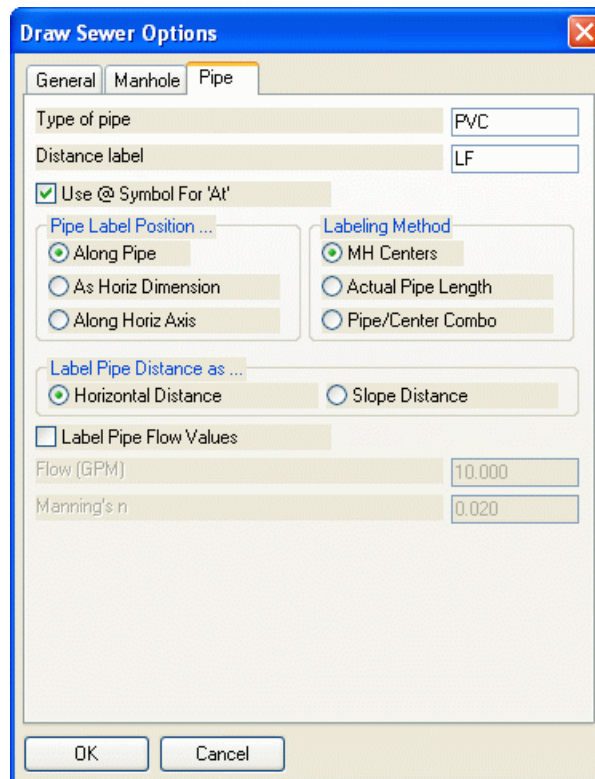 Draw Sewer Options
General Manhole Pipe
Type of pipe PVC
Distance label LF
Use @ Symbol For 'At'
Pipe Label Position ... Labeling Method
Along Pipe MH Centers
As Horiz Dimension Actual Pipe Length
Along Horiz Axis Pipe/Center Combo
Label Pipe Distance as ...
Horizontal Distance Slope Distance
Label Pipe Flow Values
Flow (GPM) 10.000
Manning's n 0.020
OK Cancel